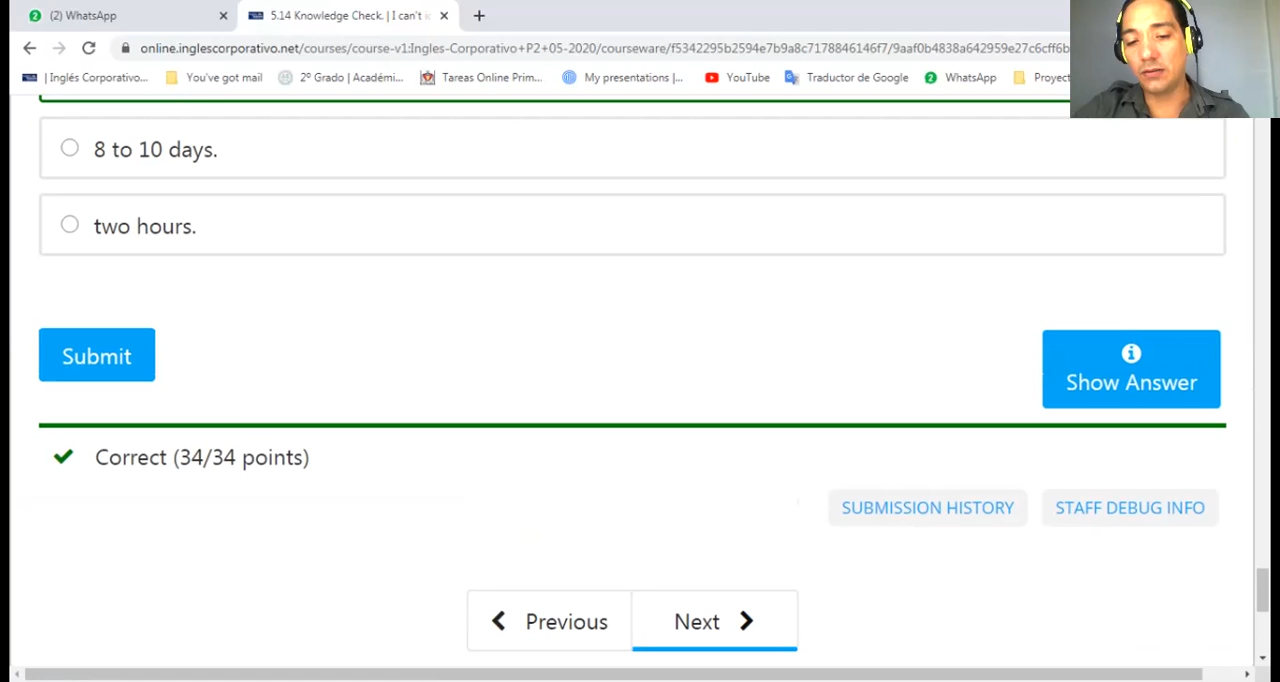 (2) WhatsApp
5.14 Knowledge Check. | I can't i
online.inglescorporativo.net/courses/course-v1:Ingles-Corporativo+P2+05-2020/courseware/f5342295b2594e7b9a8c7178846146f7/9aaf0b4838a642959e27c6cff6b
| Inglés Corporativo... You've got mail 2º Grado | Académi... Tareas Online Prim... My presentations |... YouTube Traductor de Google WhatsApp Proyect
8 to 10 days.
two hours.
Submit
Show Answer
Correct (34/34 points)
SUBMISSION HISTORY STAFF DEBUG INFO
Previous Next